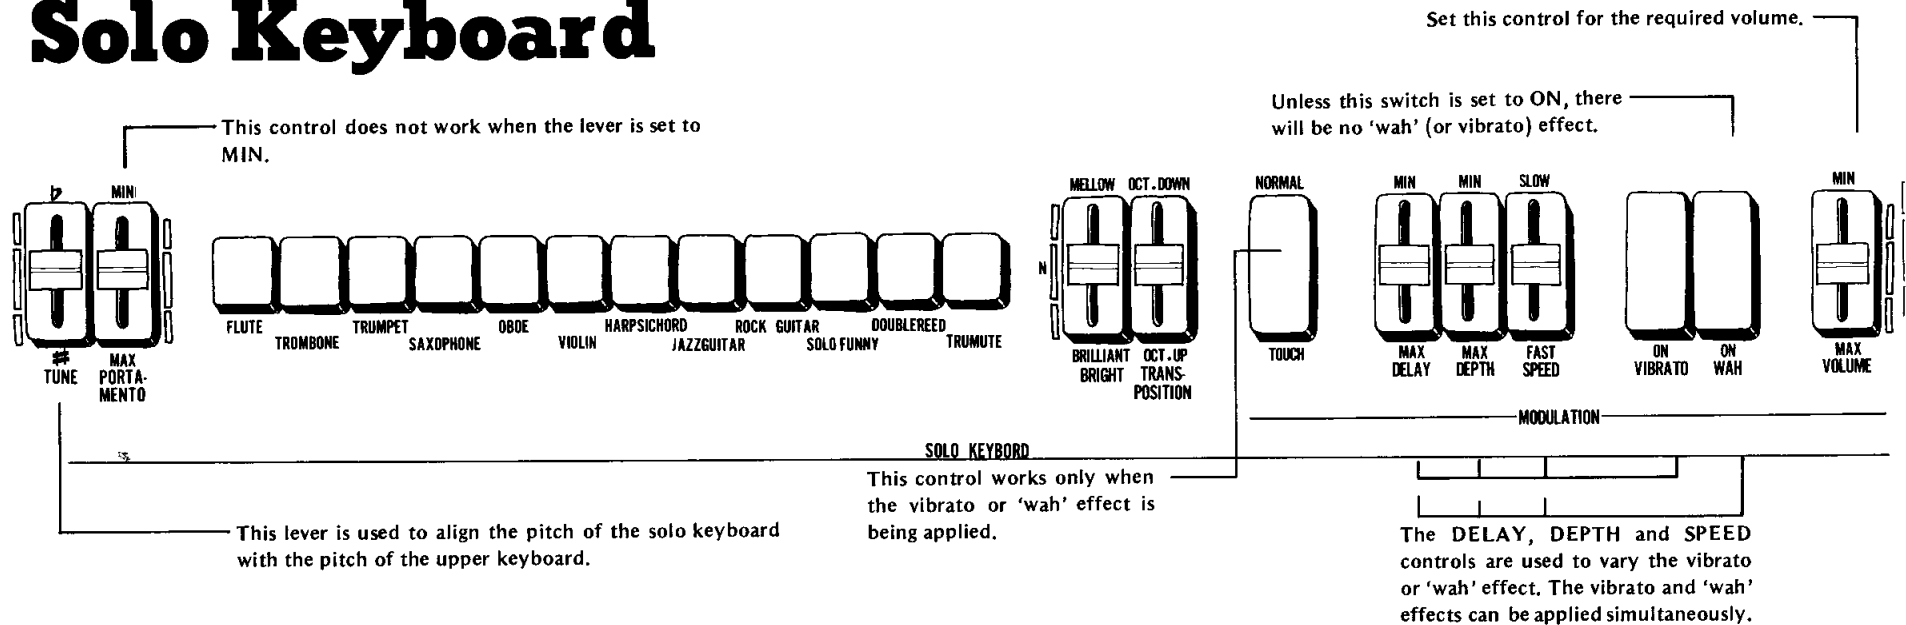 Solo Keyboard
Set this control for the required volume.
Unless this switch is set to ON, there
will be no ‘wah’ (or vibrato) effect.
This control does not work when the lever is set to
MIN.
♭
MIN
MELLOW
OCT.DOWN
NORMAL
MIN
MIN
SLOW
MIN
N
FLUTE
TROMBONE
TRUMPET
SAXOPHONE
OBOE
VIOLIN
HARPSICHORD
JAZZGUITAR
ROCK GUITAR
SOLO FUNNY
DOUBLEREED
TRUMUTE
♯
TUNE
MAX
PORTA-
MENTO
BRILLIANT
BRIGHT
OCT.UP
TRANS-
POSITION
TOUCH
MAX
DELAY
MAX
DEPTH
FAST
SPEED
ON
VIBRATO
ON
WAH
MAX
VOLUME
MODULATION
SOLO KEYBORD
This control works only when
the vibrato or ‘wah’ effect is
being applied.
This lever is used to align the pitch of the solo keyboard
with the pitch of the upper keyboard.
The DELAY, DEPTH and SPEED
controls are used to vary the vibrato
or ‘wah’ effect. The vibrato and ‘wah’
effects can be applied simultaneously.